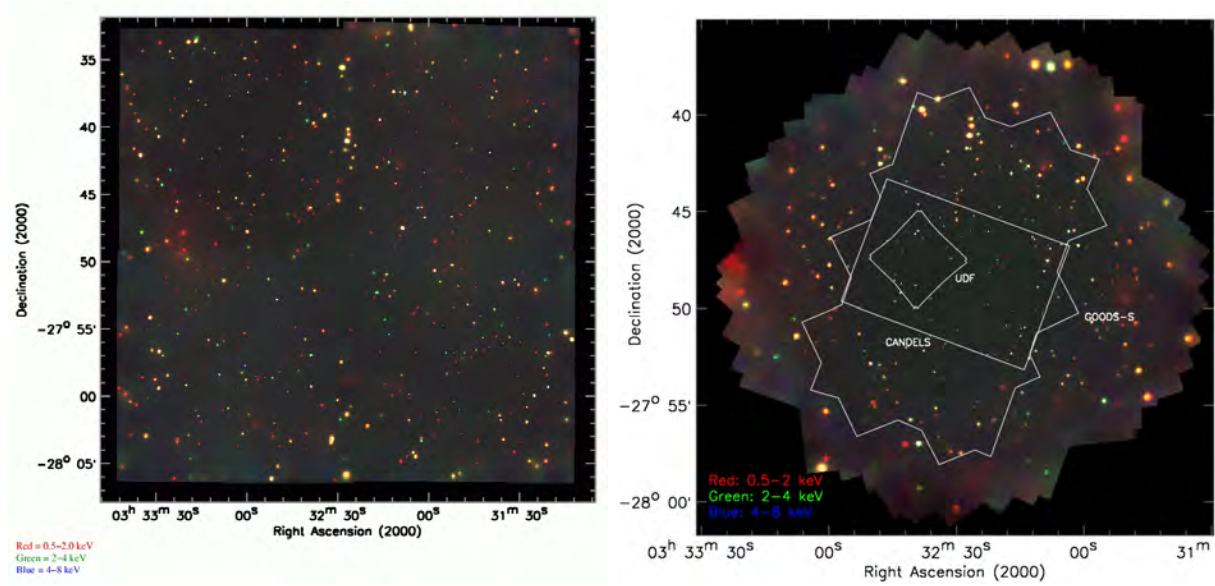 35
40
45
50
-27° 55'
00
-28° 05'
Declination (2000)
03ʰ 33ᵐ 30ˢ 00ˢ 32ᵐ 30ˢ 00ˢ 31ᵐ 30ˢ
Right Ascension (2000)
Red = 0.5–2.0 keV
Green = 2–4 keV
Blue = 4–8 keV
40
45
50
-27° 55'
-28° 00'
Declination (2000)
UDF
GOODS-S
CANDELS
Red: 0.5-2 keV
Green: 2-4 keV
Blue: 4-8 keV
03ʰ 33ᵐ 30ˢ 00ˢ 32ᵐ 30ˢ 00ˢ 31ᵐ 30ˢ
Right Ascension (2000)